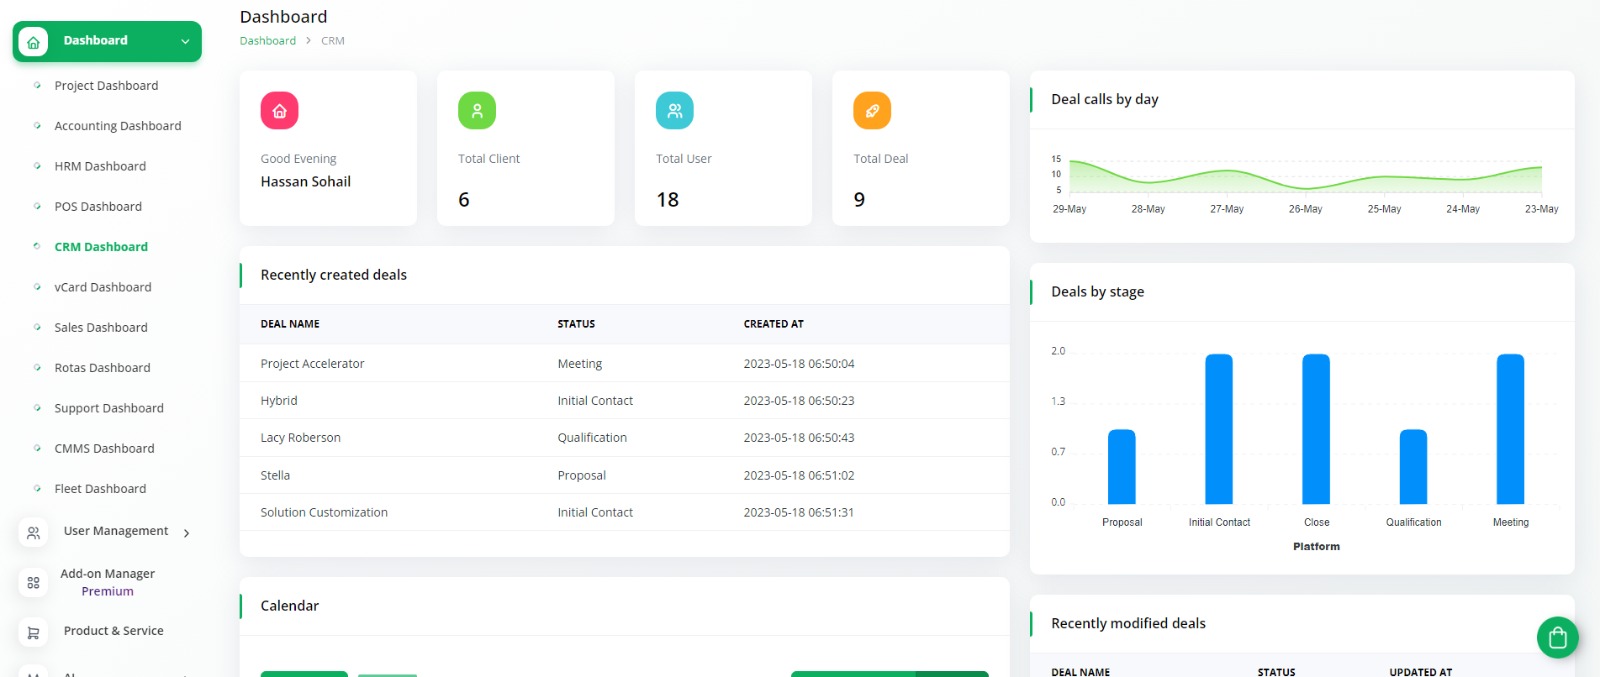 Dashboard
Project Dashboard
Accounting Dashboard
HRM Dashboard
POS Dashboard
CRM Dashboard
vCard Dashboard
Sales Dashboard
Rotas Dashboard
Support Dashboard
CMMS Dashboard
Fleet Dashboard
User Management
Add-on Manager
Premium
Product & Service
Dashboard
Dashboard > CRM
Good Evening
Hassan Sohail
Total Client
6
Total User
18
Total Deal
9
Recently created deals
DEAL NAME STATUS CREATED AT
Project Accelerator Meeting 2023-05-18 06:50:04
Hybrid Initial Contact 2023-05-18 06:50:23
Lacy Roberson Qualification 2023-05-18 06:50:43
Stella Proposal 2023-05-18 06:51:02
Solution Customization Initial Contact 2023-05-18 06:51:31
Calendar
Deal calls by day
15
10
5
29-May 28-May 27-May 26-May 25-May 24-May 23-May
Deals by stage
2.0
1.3
0.7
0.0
Proposal Initial Contact Close Qualification Meeting
Platform
Recently modified deals
DEAL NAME STATUS UPDATED AT